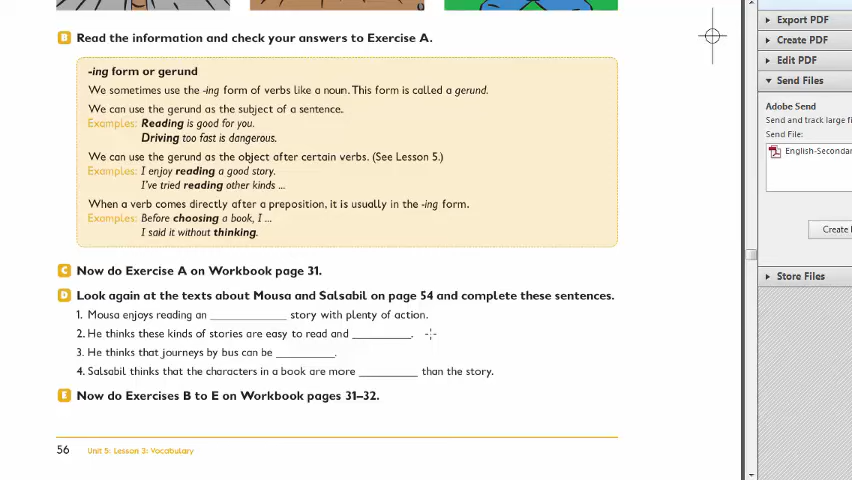 B Read the information and check your answers to Exercise A.
-ing form or gerund
We sometimes use the -ing form of verbs like a noun. This form is called a gerund.
We can use the gerund as the subject of a sentence.
Examples: Reading is good for you.
Driving too fast is dangerous.
We can use the gerund as the object after certain verbs. (See Lesson 5.)
Examples: I enjoy reading a good story.
I've tried reading other kinds ...
When a verb comes directly after a preposition, it is usually in the -ing form.
Examples: Before choosing a book, I ...
I said it without thinking.
C Now do Exercise A on Workbook page 31.
D Look again at the texts about Mousa and Salsabil on page 54 and complete these sentences.
1. Mousa enjoys reading an ____________ story with plenty of action.
2. He thinks these kinds of stories are easy to read and _________.
3. He thinks that journeys by bus can be _________.
4. Salsabil thinks that the characters in a book are more _________ than the story.
E Now do Exercises B to E on Workbook pages 31–32.
56 Unit 5: Lesson 3: Vocabulary
Export PDF
Create PDF
Edit PDF
Send Files
Adobe Send
Send and track large fi
Send File:
English-Secondar
Create
Store Files